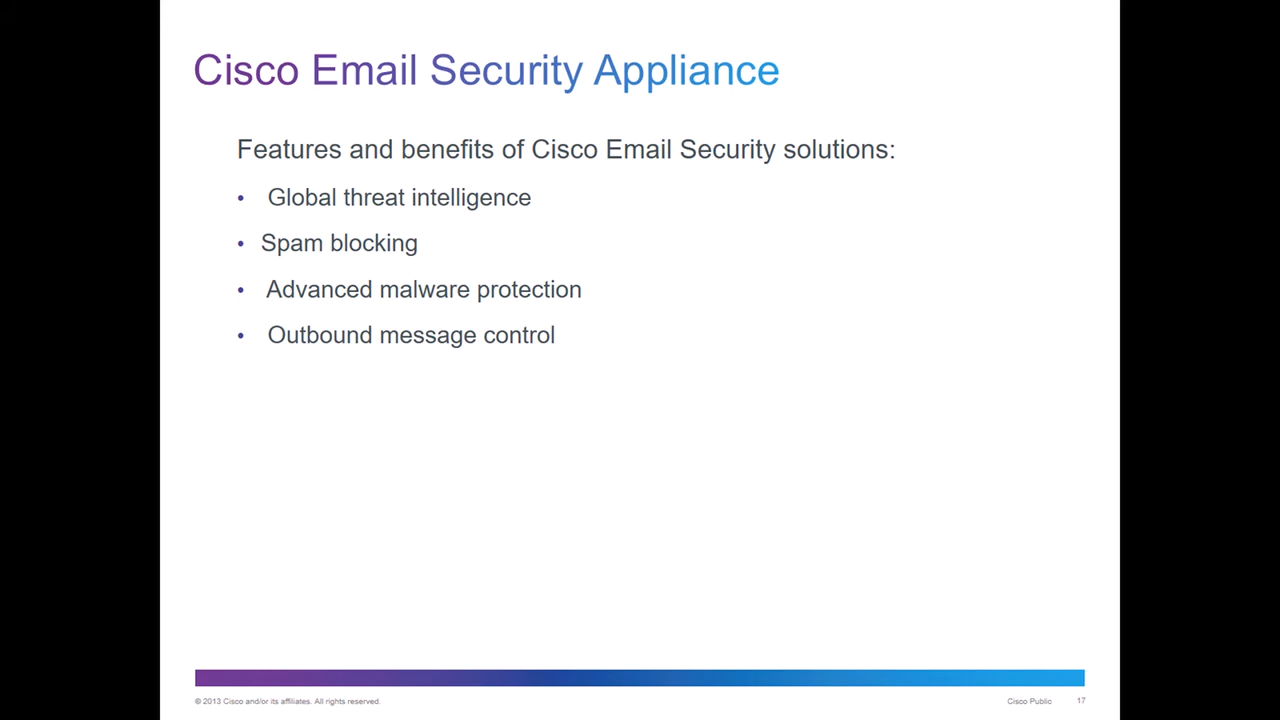 Cisco Email Security Appliance
Features and benefits of Cisco Email Security solutions:
• Global threat intelligence
• Spam blocking
• Advanced malware protection
• Outbound message control
© 2013 Cisco and/or its affiliates. All rights reserved.
Cisco Public 17